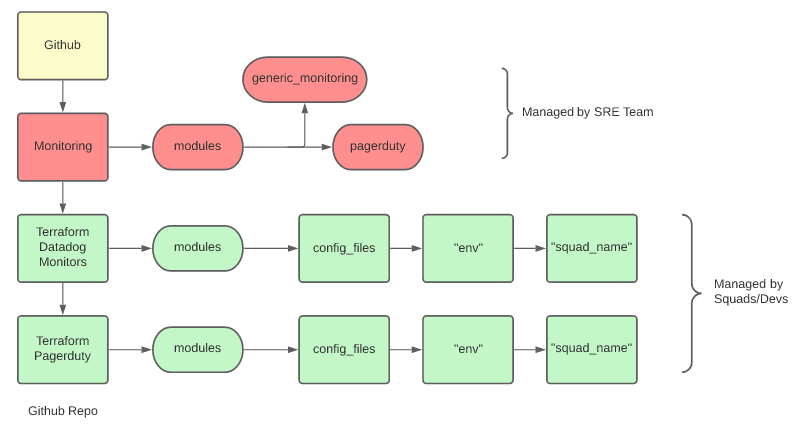 Github
generic_monitoring
Managed by SRE Team
Monitoring
modules
pagerduty
Terraform
Datadog
Monitors
modules
config_files
"env"
"squad_name"
Managed by
Squads/Devs
Terraform
Pagerduty
modules
config_files
"env"
"squad_name"
Github Repo